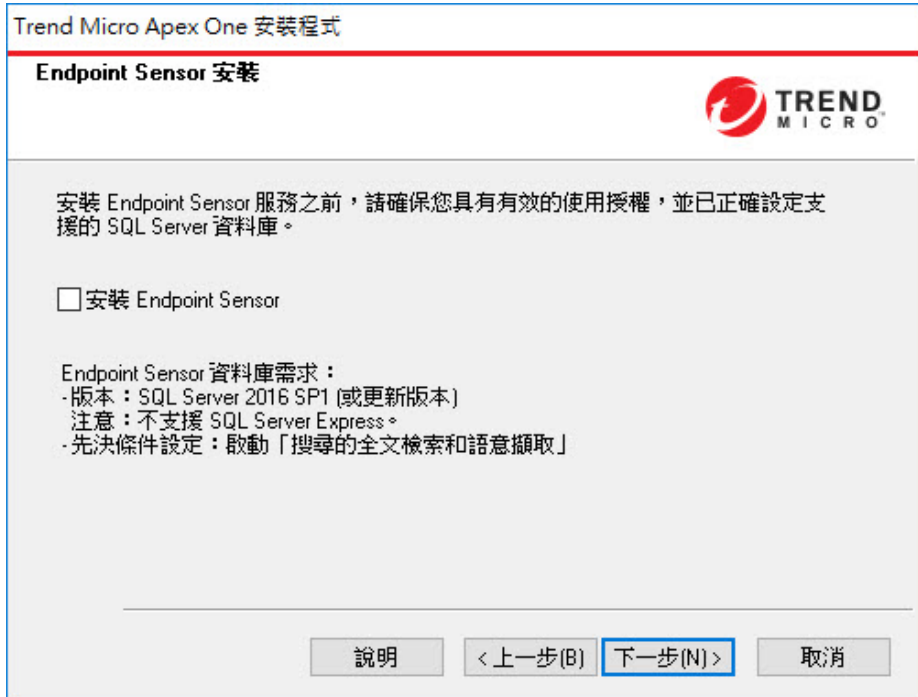 Trend Micro Apex One 安裝程式
Endpoint Sensor 安裝
TREND
MICRO
安裝 Endpoint Sensor 服務之前，請確保您具有有效的使用授權，並已正確設定支
援的 SQL Server 資料庫。
安裝 Endpoint Sensor
Endpoint Sensor 資料庫需求：
-版本：SQL Server 2016 SP1 (或更新版本)
注意：不支援 SQL Server Express。
-先決條件設定：啟動「搜尋的全文檢索和語意擷取」
說明
<上一步(B)
下一步(N)>
取消